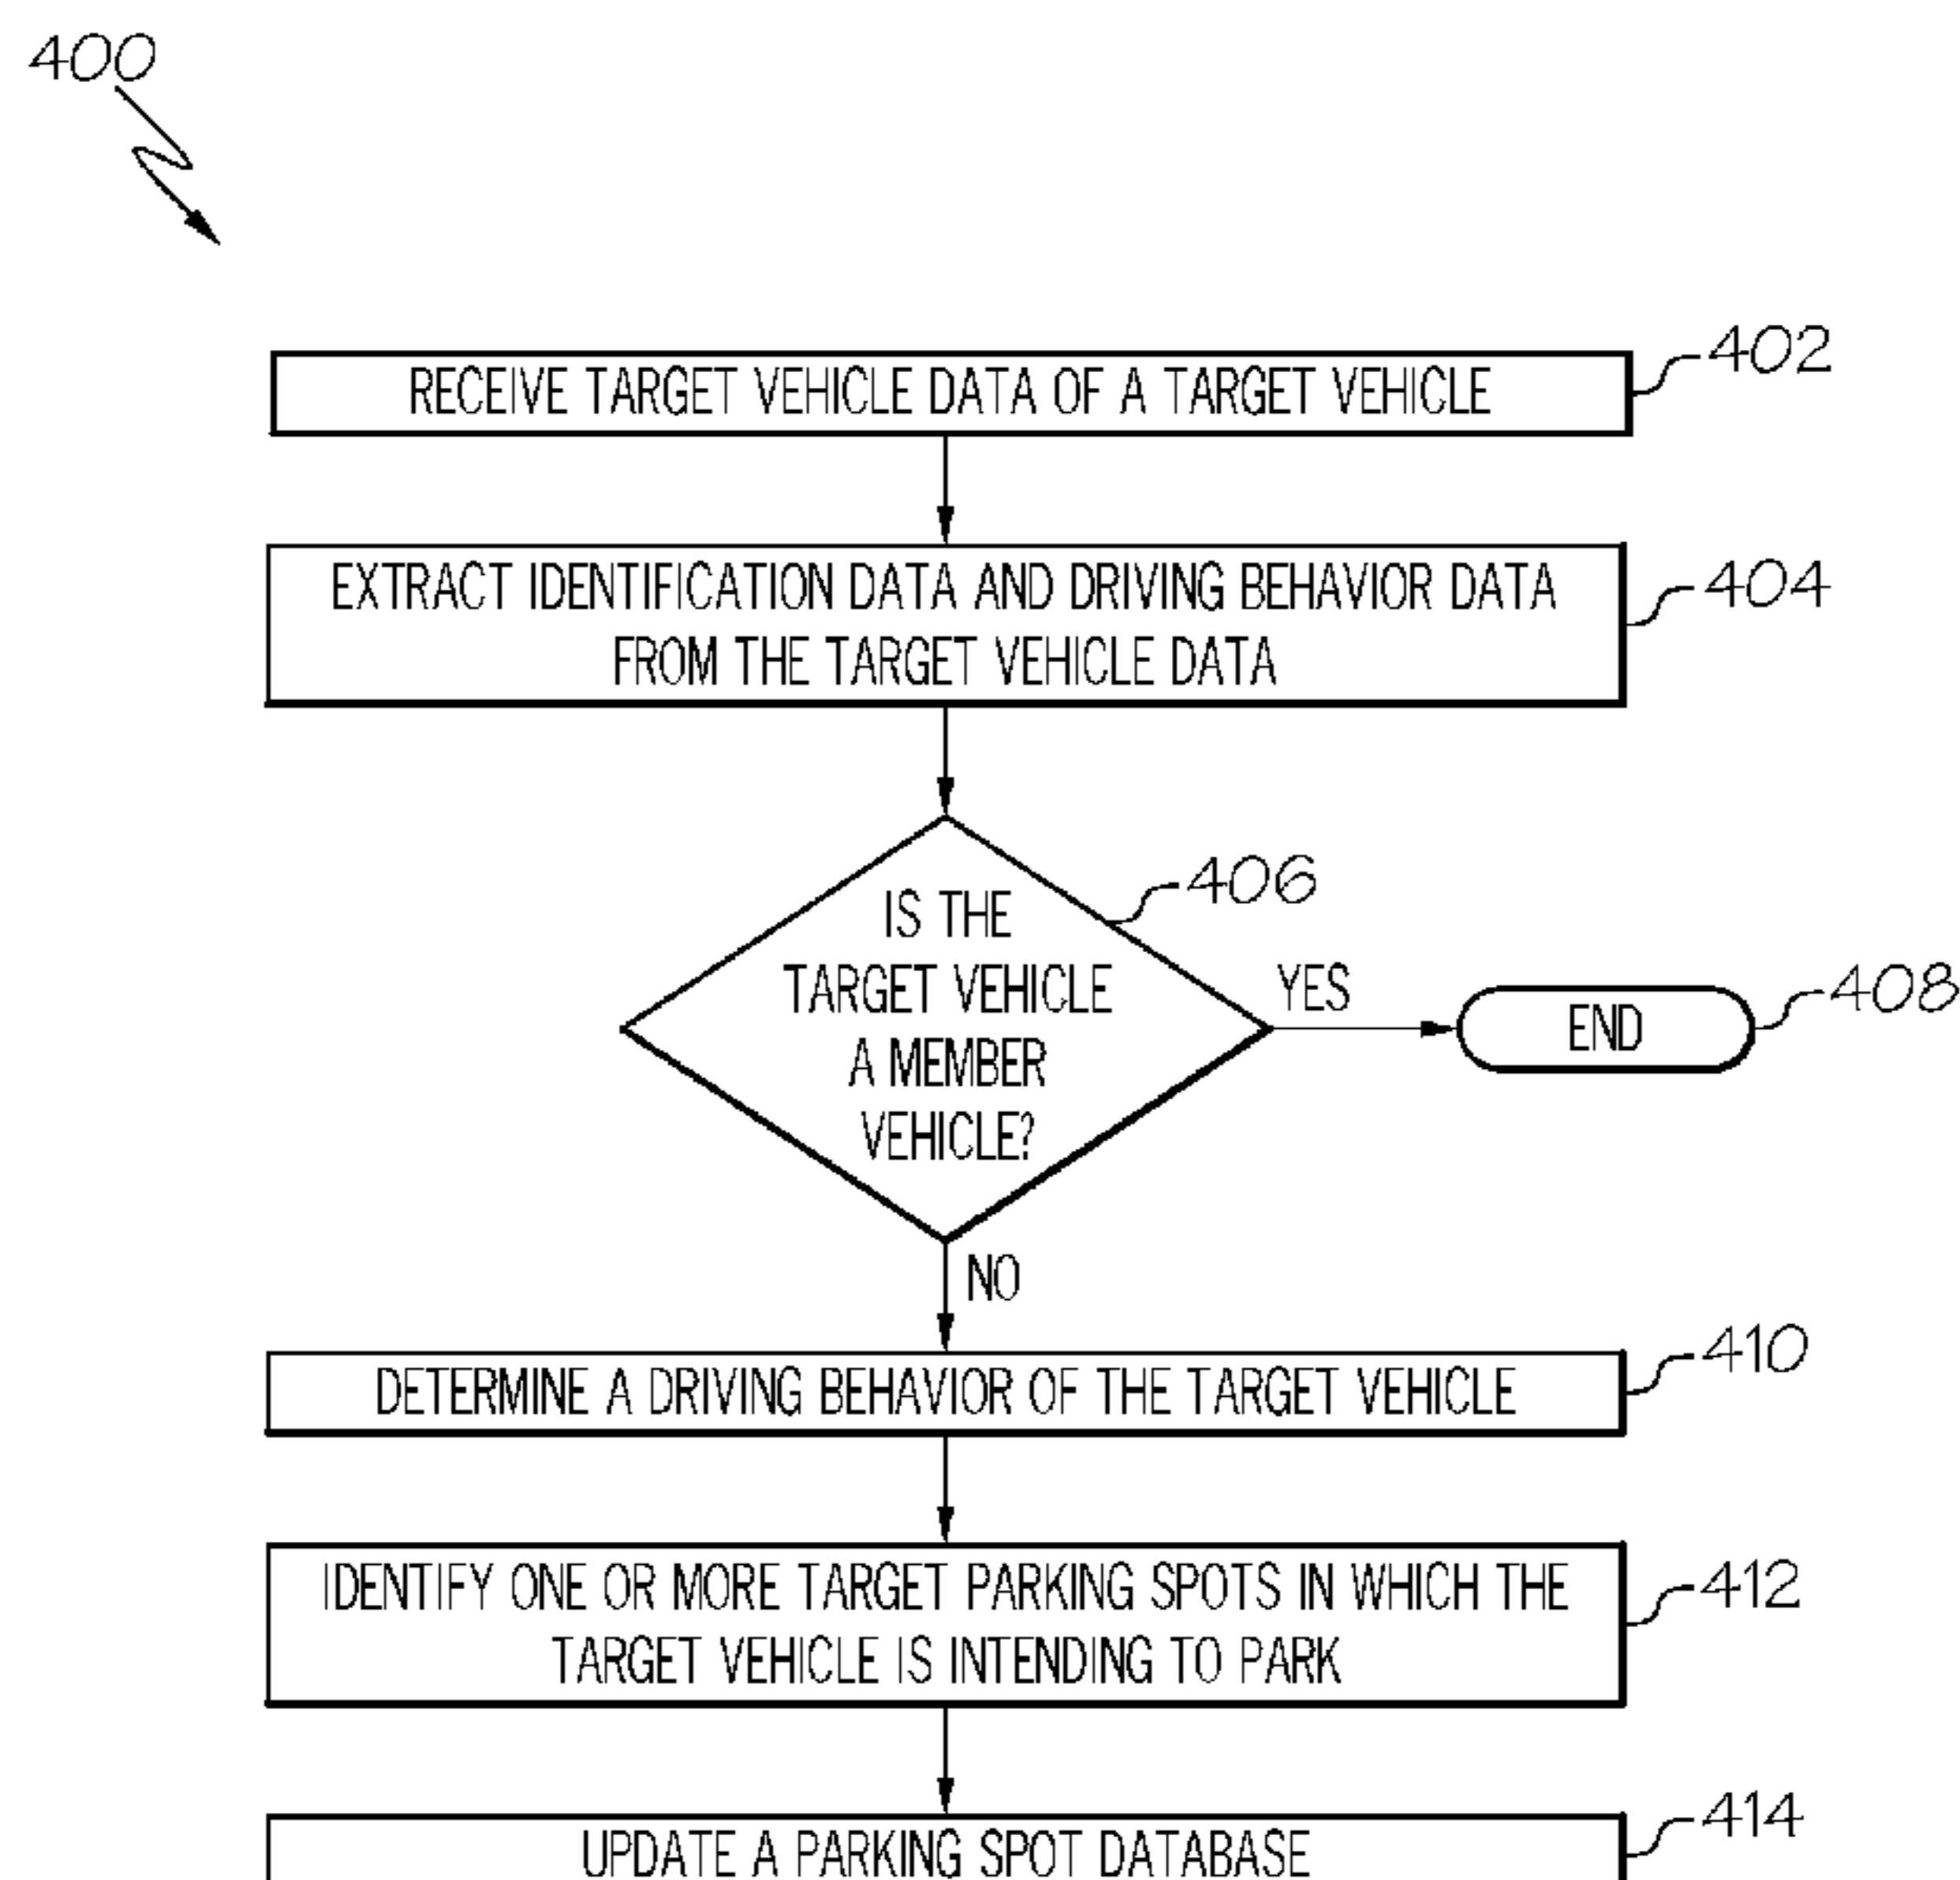 400
RECEIVE TARGET VEHICLE DATA OF A TARGET VEHICLE
402
EXTRACT IDENTIFICATION DATA AND DRIVING BEHAVIOR DATA
FROM THE TARGET VEHICLE DATA
404
IS THE
TARGET VEHICLE
A MEMBER
VEHICLE?
406
YES
END
408
NO
DETERMINE A DRIVING BEHAVIOR OF THE TARGET VEHICLE
410
IDENTIFY ONE OR MORE TARGET PARKING SPOTS IN WHICH THE
TARGET VEHICLE IS INTENDING TO PARK
412
UPDATE A PARKING SPOT DATABASE
414